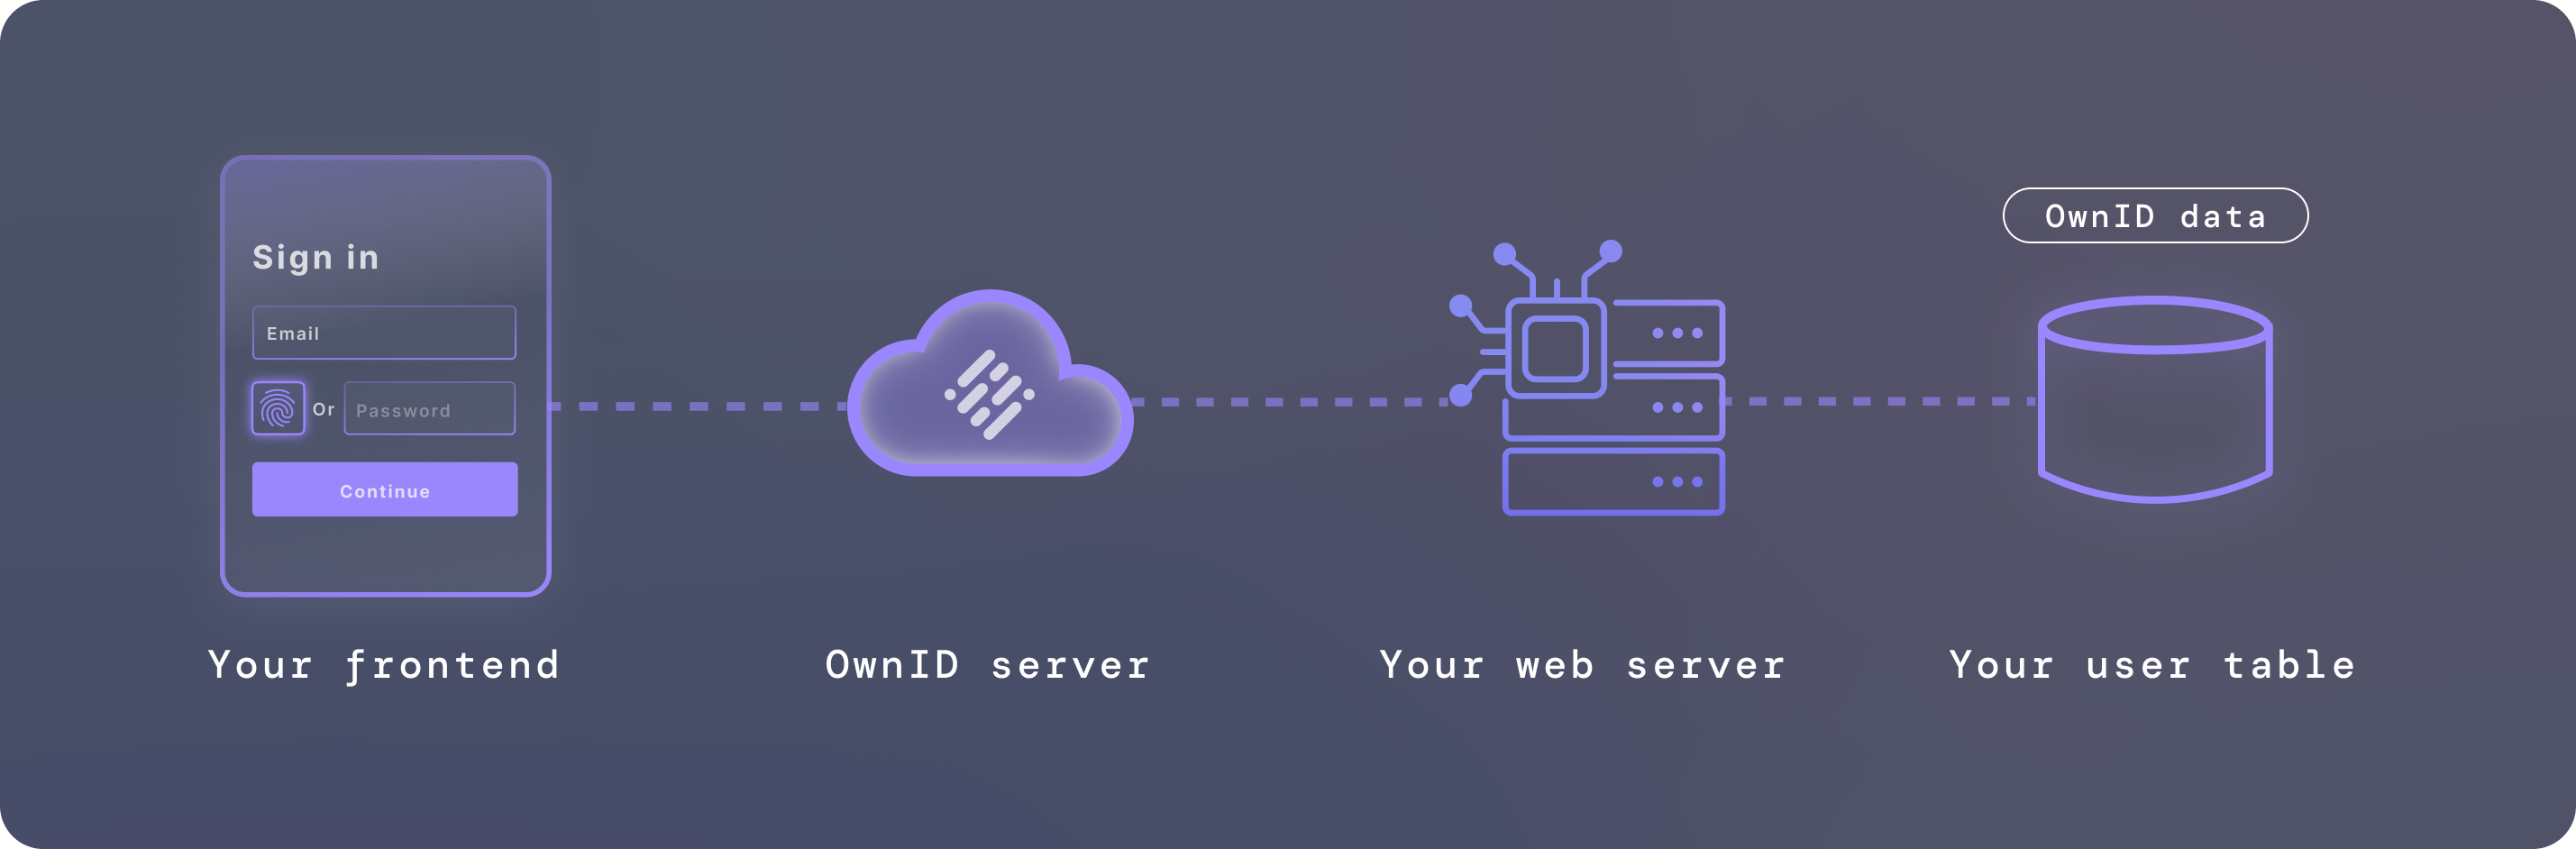 Sign in
Email
Or Password
Continue
OwnID data
Your frontend
OwnID server
Your web server
Your user table